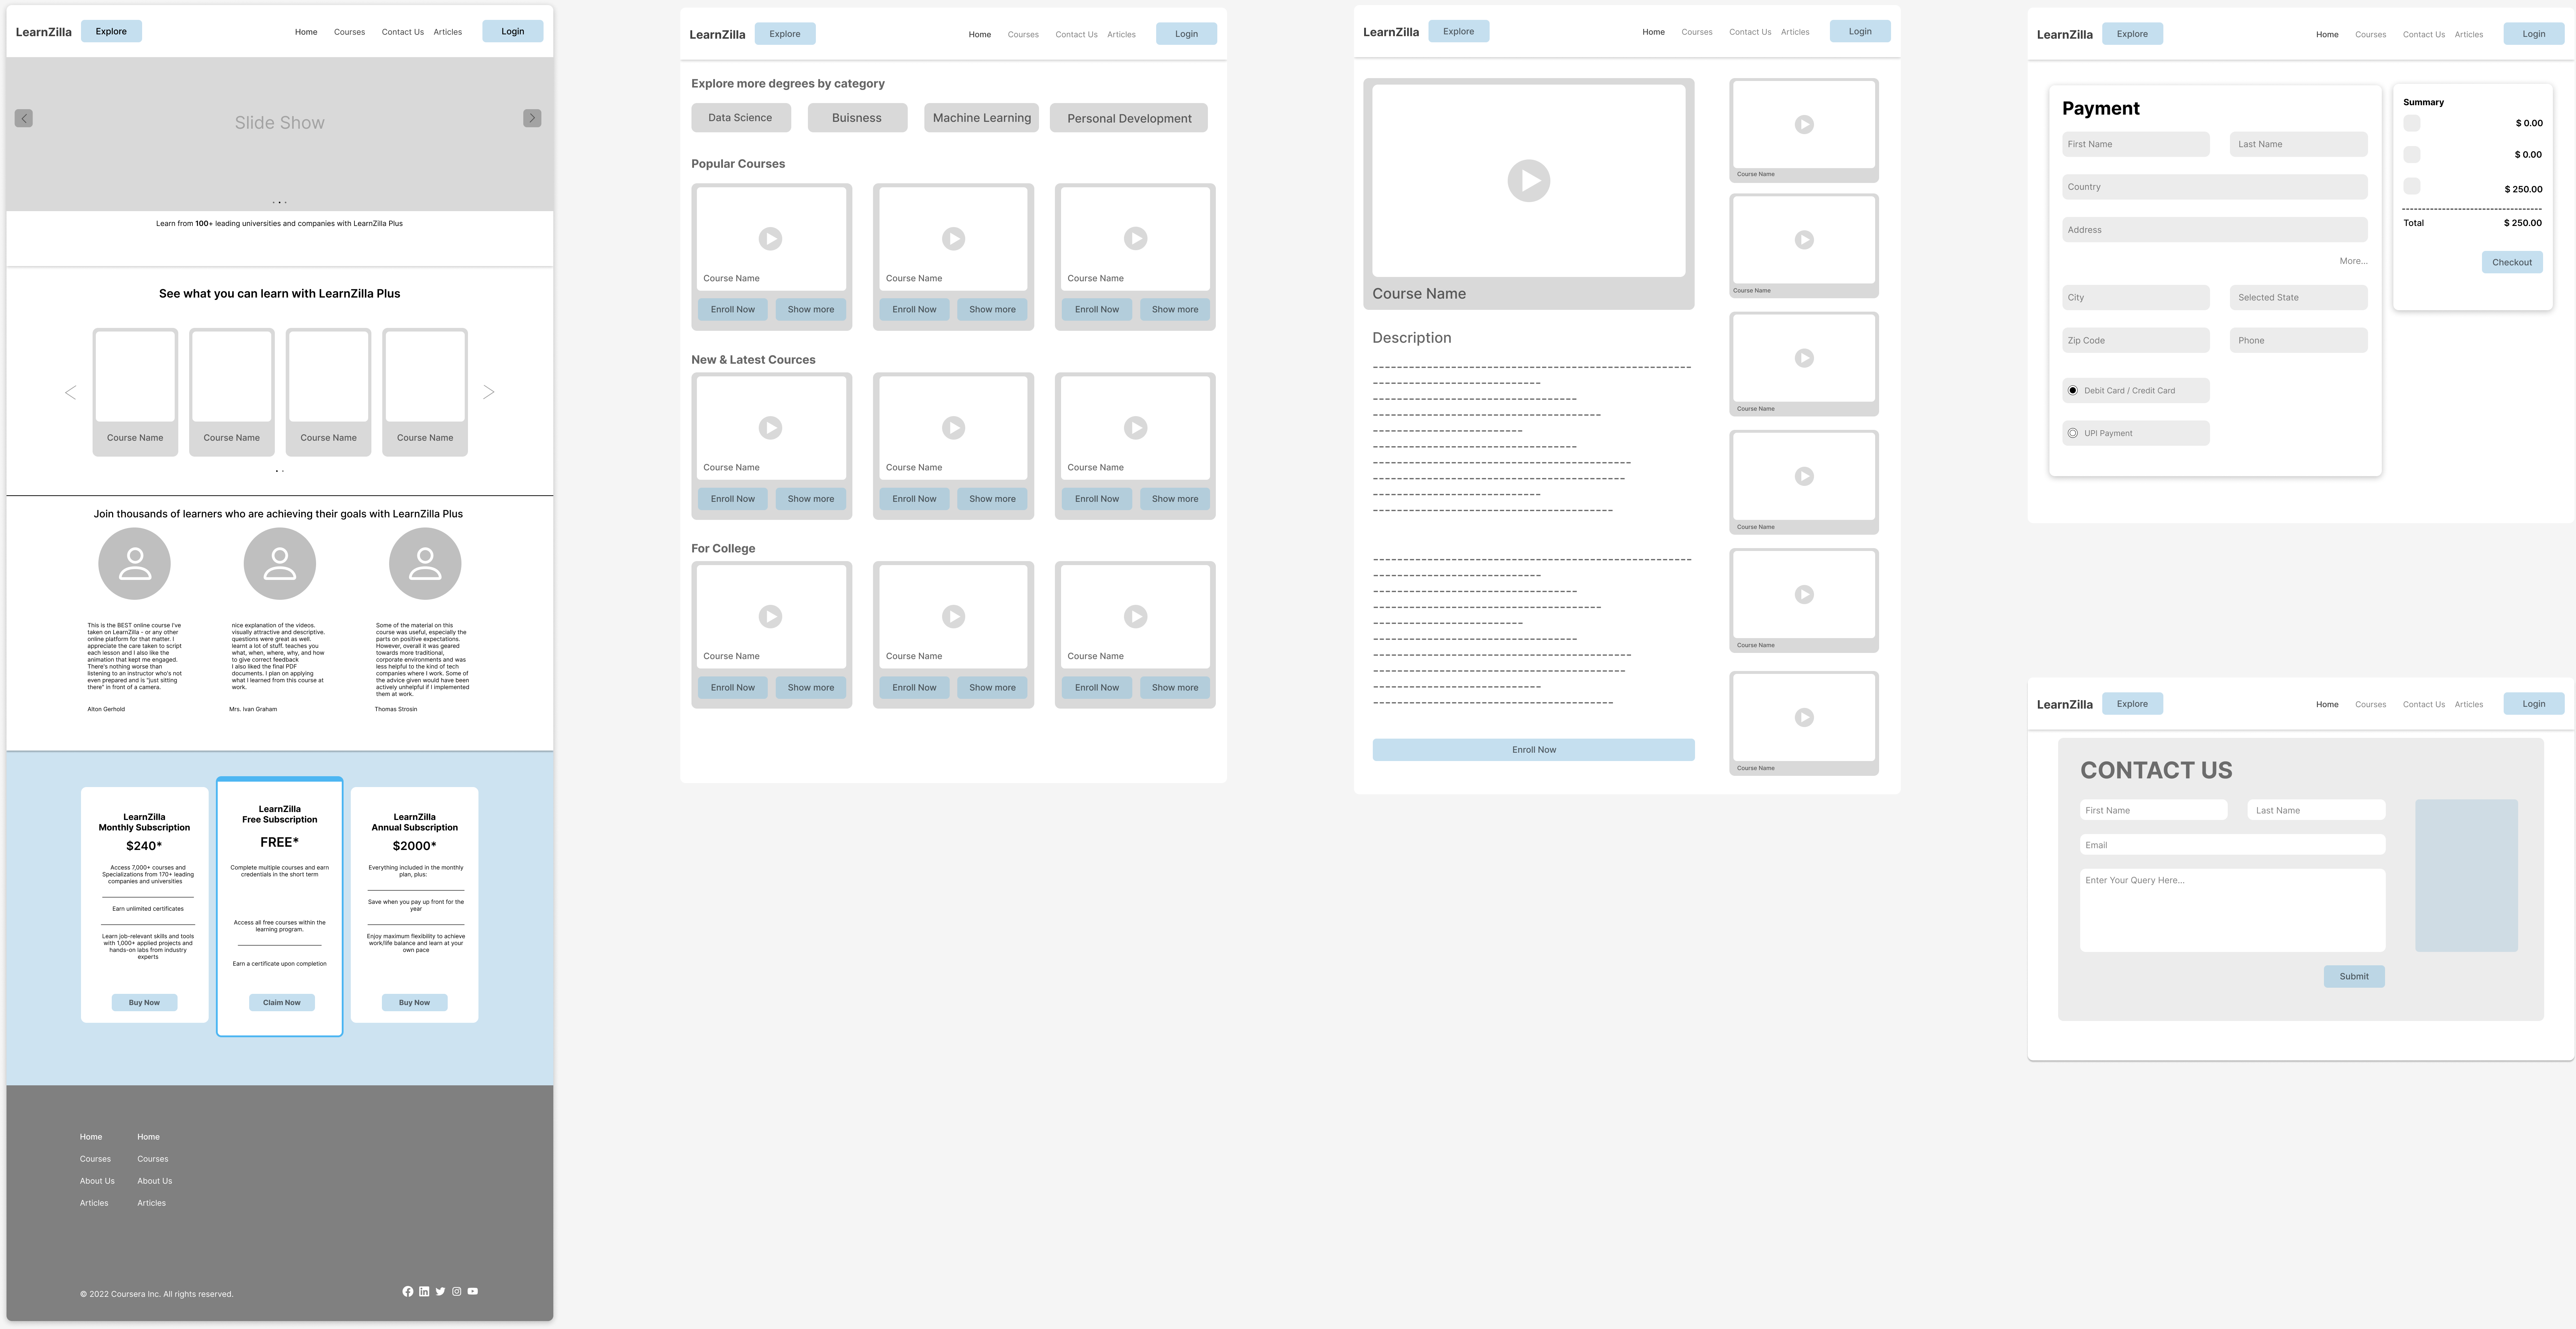 LearnZilla
Explore
Home
Courses
Contact Us
Articles
Login
Slide Show
Learn from 100+ leading universities and companies with LearnZilla Plus
See what you can learn with LearnZilla Plus
Course Name
Course Name
Course Name
Course Name
Join thousands of learners who are achieving their goals with LearnZilla Plus
This is the BEST online course I've
taken on LearnZilla - or any other
online platform for that matter. I
appreciate the care taken to script
each lesson and I also like the
animation that kept me engaged.
There's nothing worse than
listening to an instructor who's not
even prepared and is "just sitting
there" in front of a camera.
Alton Gerhold
nice explanation of the videos.
visually attractive and descriptive.
questions were great as well.
learnt a lot of stuff. teaches you
what, when, where, why, and how
to give correct feedback
I also liked the final PDF
documents. I plan on applying
what I learned from this course at
work.
Mrs. Ivan Graham
Some of the material on this
course was useful, especially the
parts on positive expectations.
However, overall it was geared
towards more traditional,
corporate environments and was
less helpful to the kind of tech
companies where I work. Some of
the advice given would have been
actively unhelpful if I implemented
them at work.
Thomas Strosin
LearnZilla
Monthly Subscription
$240*
Access 7,000+ courses and
Specializations from 170+ leading
companies and universities
Earn unlimited certificates
Learn job-relevant skills and tools
with 1,000+ applied projects and
hands-on labs from industry
experts
Buy Now
LearnZilla
Free Subscription
FREE*
Complete multiple courses and earn
credentials in the short term
Access all free courses within the
learning program.
Earn a certificate upon completion
Claim Now
LearnZilla
Annual Subscription
$2000*
Everything included in the monthly
plan, plus:
Save when you pay up front for the
year
Enjoy maximum flexibility to achieve
work/life balance and learn at your
own pace
Buy Now
Home
Courses
About Us
Articles
Home
Courses
About Us
Articles
© 2022 Coursera Inc. All rights reserved.
LearnZilla
Explore
Home
Courses
Contact Us
Articles
Login
Explore more degrees by category
Data Science
Buisness
Machine Learning
Personal Development
Popular Courses
Course Name
Enroll Now
Show more
Course Name
Enroll Now
Show more
Course Name
Enroll Now
Show more
New & Latest Cources
Course Name
Enroll Now
Show more
Course Name
Enroll Now
Show more
Course Name
Enroll Now
Show more
For College
Course Name
Enroll Now
Show more
Course Name
Enroll Now
Show more
Course Name
Enroll Now
Show more
LearnZilla
Explore
Home
Courses
Contact Us
Articles
Login
Course Name
Description
Enroll Now
Course Name
Course Name
Course Name
Course Name
Course Name
Course Name
LearnZilla
Explore
Home
Courses
Contact Us
Articles
Login
Payment
First Name
Last Name
Country
Address
More...
City
Selected State
Zip Code
Phone
Debit Card / Credit Card
UPI Payment
Summary
$ 0.00
$ 0.00
$ 250.00
Total
$ 250.00
Checkout
LearnZilla
Explore
Home
Courses
Contact Us
Articles
Login
CONTACT US
First Name
Last Name
Email
Enter Your Query Here...
Submit